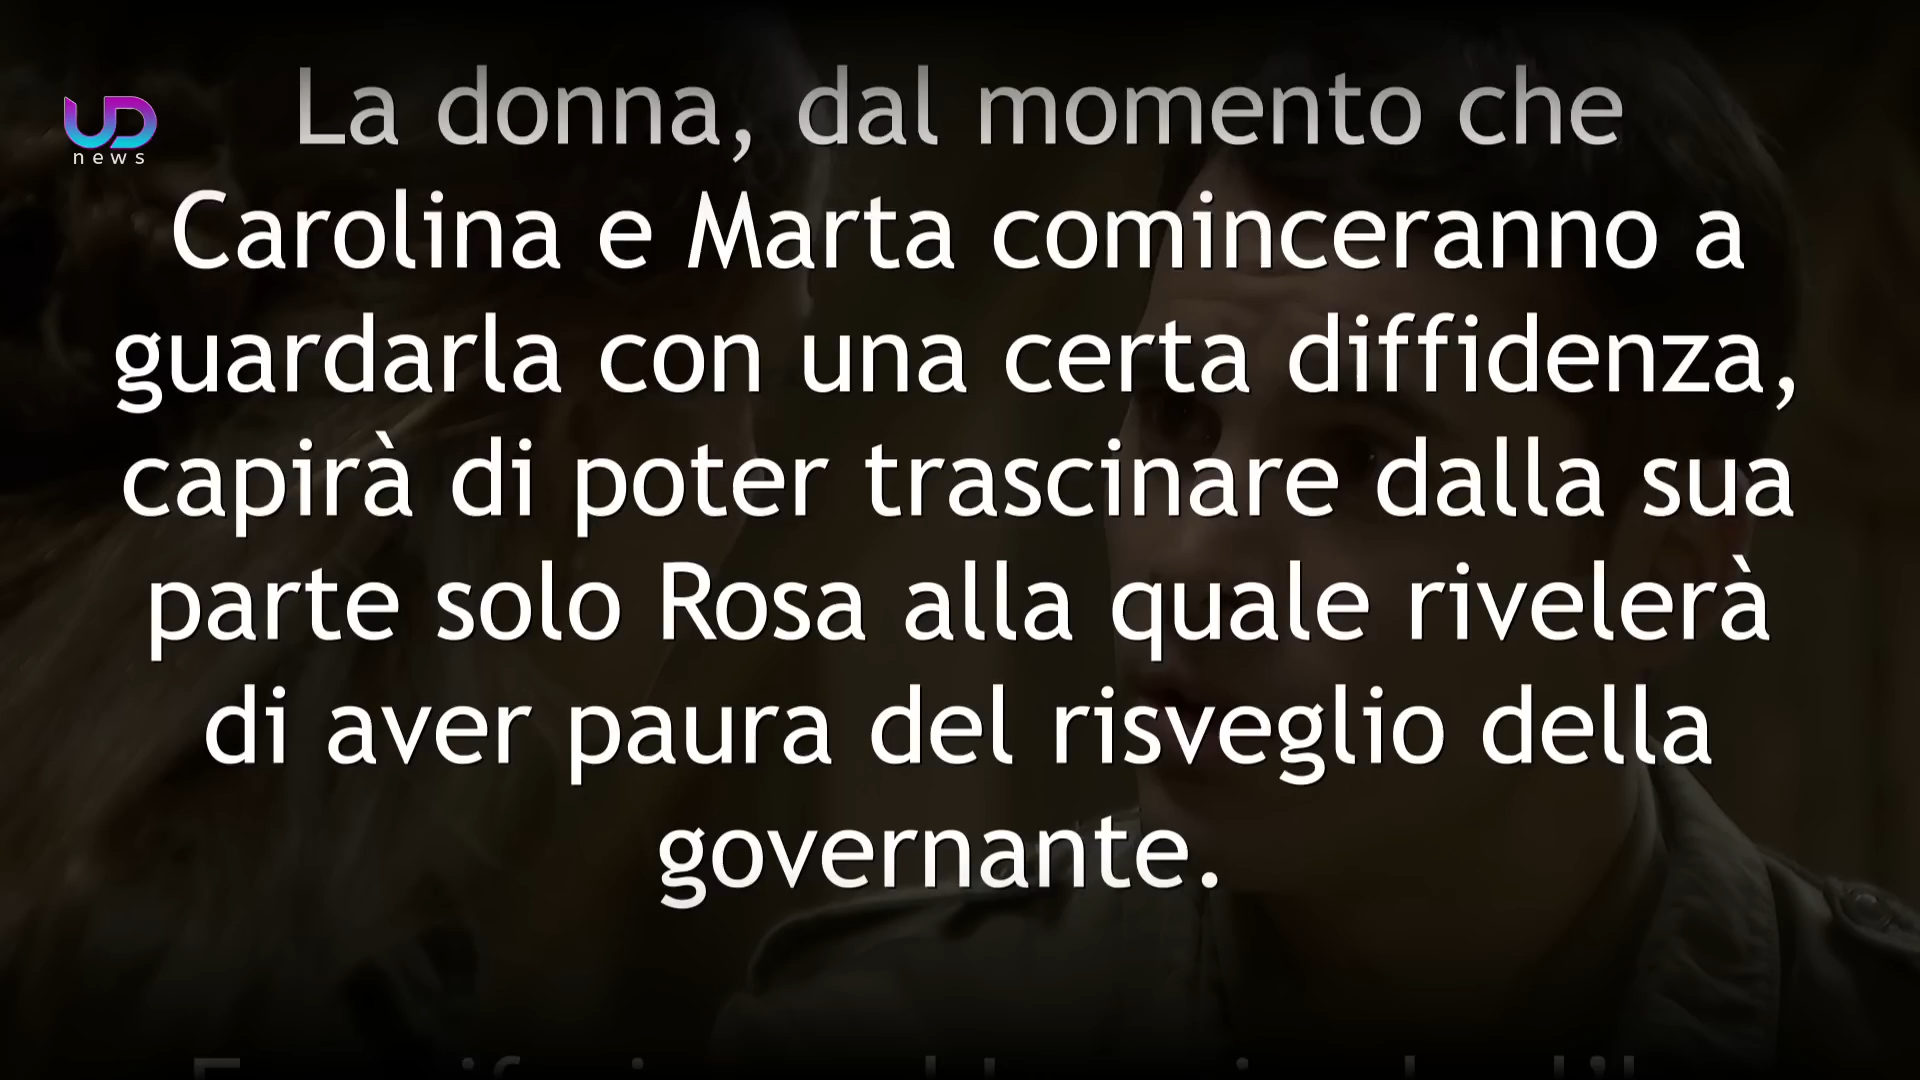 La donna, dal momento che
UD
news
Carolina e Marta cominceranno a
guardarla con una certa diffidenza,
capirà di poter trascinare dalla sua
parte solo Rosa alla quale rivelerà
di aver paura del risveglio della
governante.